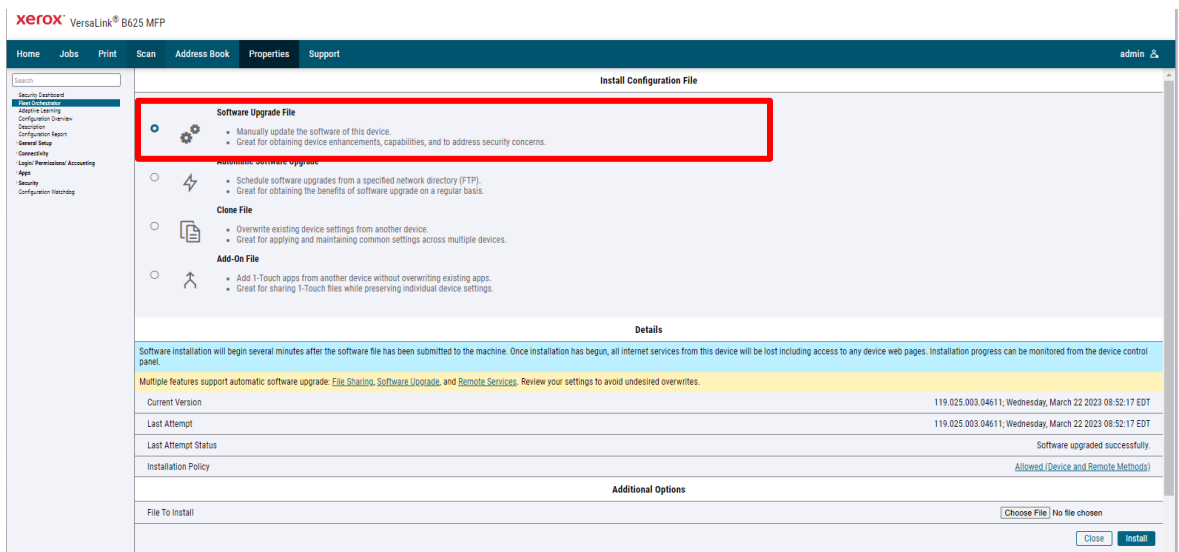 xerox™ VersaLink® B625 MFP
Home Jobs Print Scan Address Book Properties Support admin
Search
Security Dashboard
Fleet Orchestrator
Adaptive Learning
Configuration Overview
Description
Configuration Report
General Setup
Connectivity
Login/ Permissions/ Accounting
Apps
Security
Configuration Watchdog
Install Configuration File
Software Upgrade File
Manually update the software of this device.
Great for obtaining device enhancements, capabilities, and to address security concerns.
Automatic Software Upgrade
Schedule software upgrades from a specified network directory (FTP).
Great for obtaining the benefits of software upgrade on a regular basis.
Clone File
Overwrite existing device settings from another device.
Great for applying and maintaining common settings across multiple devices.
Add-On File
Add 1-Touch apps from another device without overwriting existing apps.
Great for sharing 1-Touch files while preserving individual device settings.
Details
Software installation will begin several minutes after the software file has been submitted to the machine. Once installation has begun, all internet services from this device will be lost including access to any device web pages. Installation progress can be monitored from the device control
panel.
Multiple features support automatic software upgrade: File Sharing, Software Upgrade, and Remote Services. Review your settings to avoid undesired overwrites.
Current Version 119.025.003.04611; Wednesday, March 22 2023 08:52:17 EDT
Last Attempt 119.025.003.04611; Wednesday, March 22 2023 08:52:17 EDT
Last Attempt Status Software upgraded successfully.
Installation Policy Allowed (Device and Remote Methods)
Additional Options
File To Install Choose File No file chosen
Close Install